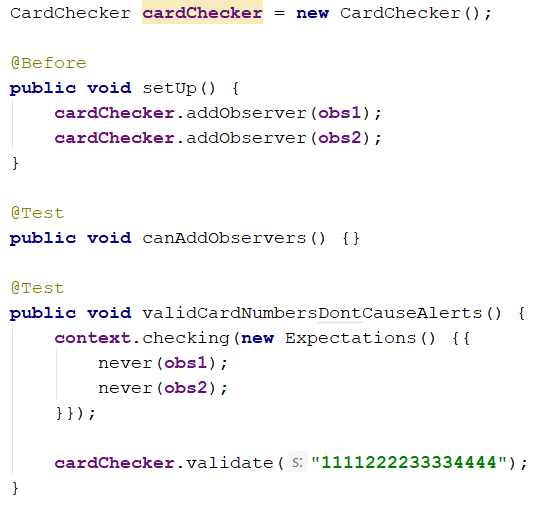 CardChecker cardChecker = new CardChecker();

@Before
public void setUp() {
    cardChecker.addObserver(obs1);
    cardChecker.addObserver(obs2);
}

@Test
public void canAddObservers() {}

@Test
public void validCardNumbersDontCauseAlerts() {
    context.checking(new Expectations() {{
        never(obs1);
        never(obs2);
    }});

    cardChecker.validate( s: "1111222233334444");
}